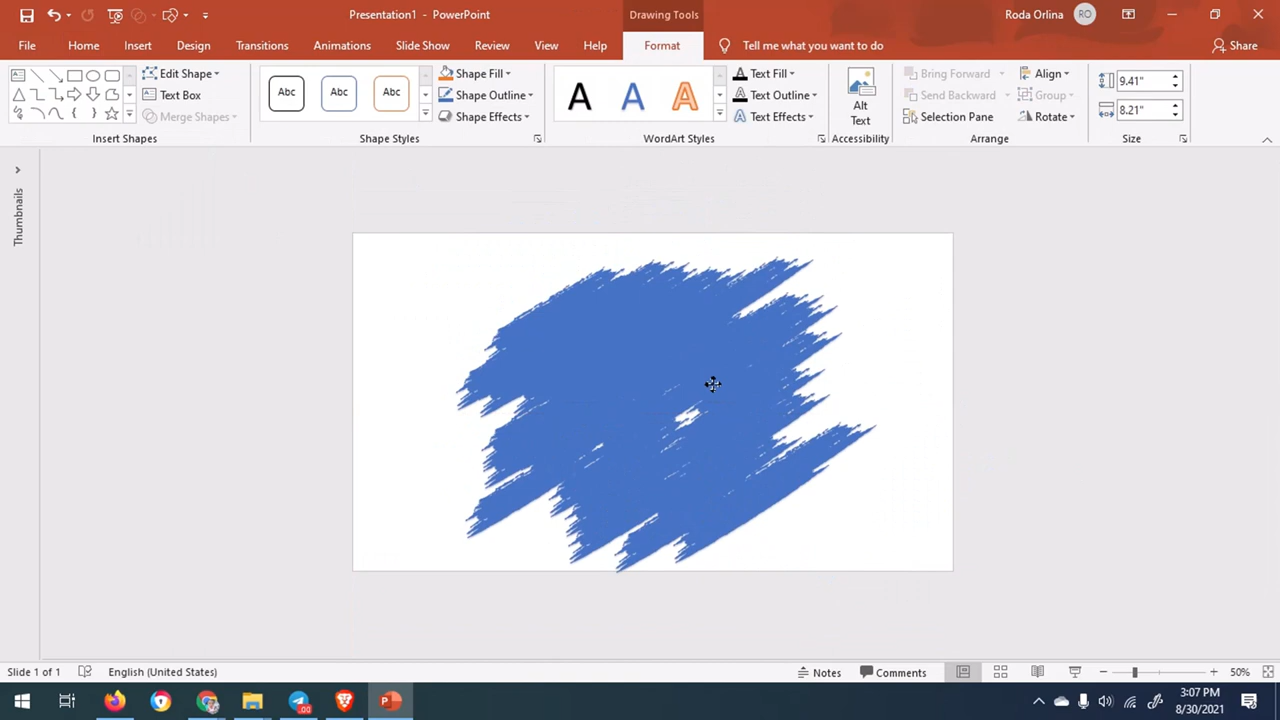 Presentation1 - PowerPoint
Drawing Tools
Roda Orlina
RO
File
Home
Insert
Design
Transitions
Animations
Slide Show
Review
View
Help
Format
Tell me what you want to do
Share
Edit Shape
Text Box
Merge Shapes
Insert Shapes
Abc
Abc
Abc
Shape Fill
Shape Outline
Shape Effects
Shape Styles
A
A
A
Text Fill
Text Outline
Text Effects
WordArt Styles
Alt
Text
Accessibility
Bring Forward
Send Backward
Selection Pane
Align
Group
Rotate
Arrange
9.41"
8.21"
Size
Thumbnails
Slide 1 of 1
English (United States)
Notes
Comments
50%
3:07 PM
8/30/2021